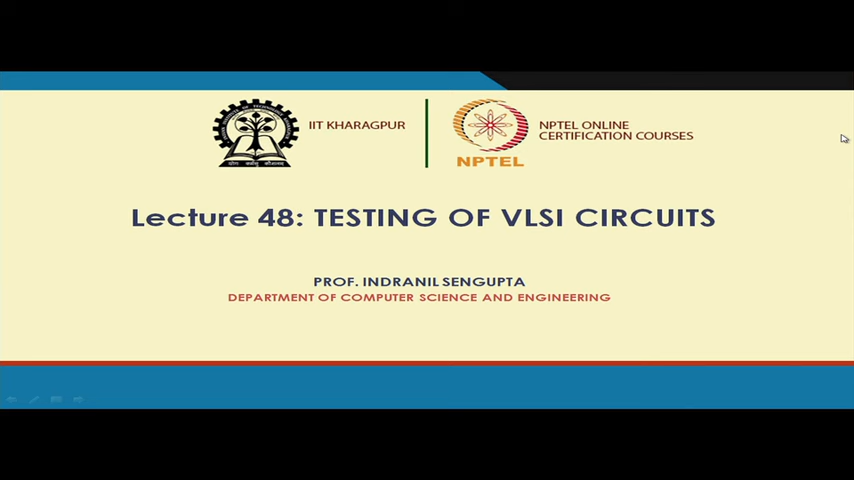 IIT KHARAGPUR
NPTEL
NPTEL ONLINE
CERTIFICATION COURSES
Lecture 48: TESTING OF VLSI CIRCUITS
PROF. INDRANIL SENGUPTA
DEPARTMENT OF COMPUTER SCIENCE AND ENGINEERING